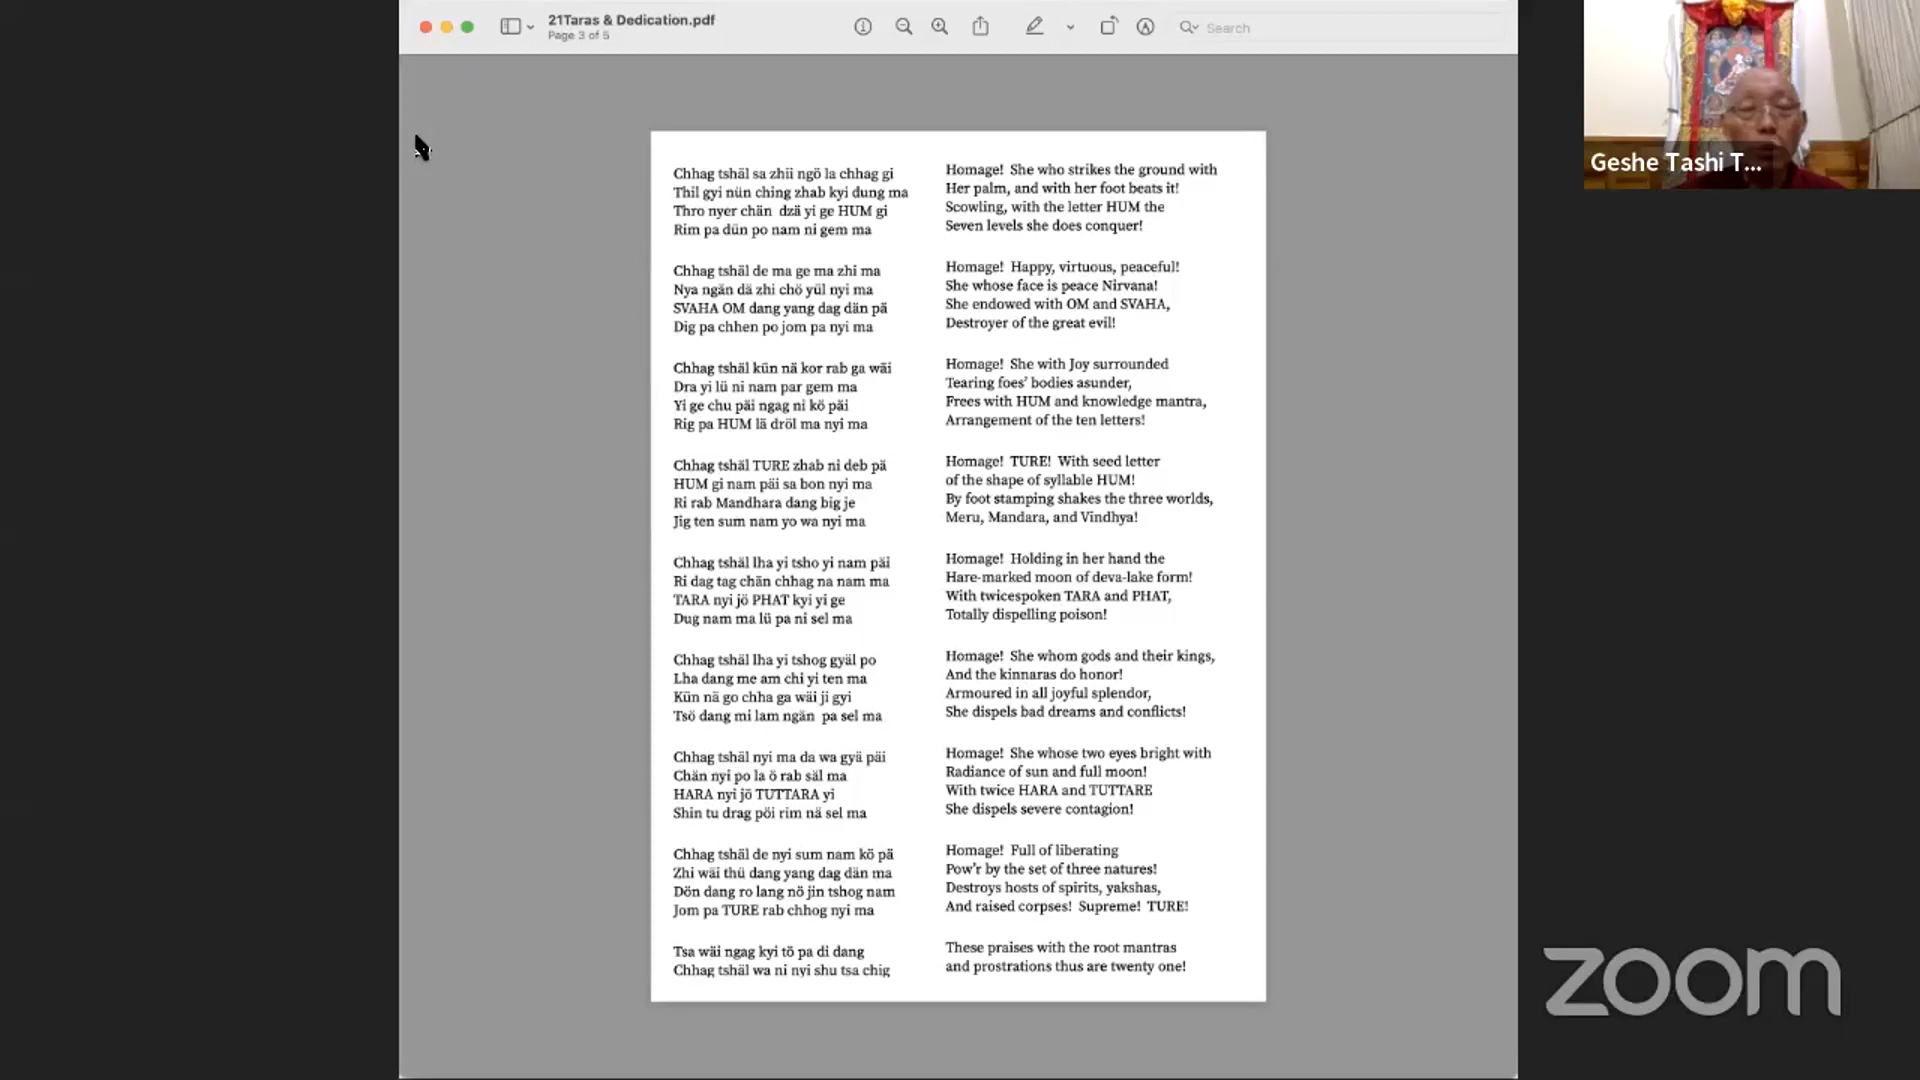 21Taras & Dedication.pdf
Page 3 of 5
Search
Chhag tshäl sa zhii ngö la chhag gi
Thil gyi nün ching zhab kyi dung ma
Thro nyer chän dzä yi ge HUM gi
Rim pa dün po nam ni gem ma
Chhag tshäl de ma ge ma zhi ma
Nya ngän dä zhi chö yül nyi ma
SVAHA OM dang yang dag dän pä
Dig pa chhen po jom pa nyi ma
Chhag tshäl kün nä kor rab ga wäi
Dra yi lü ni nam par gem ma
Yi ge chu päi ngag ni kö päi
Rig pa HUM lä dröl ma nyi ma
Chhag tshäl TURE zhab ni deb pä
HUM gi nam päi sa bon nyi ma
Ri rab Mandhara dang big je
Jig ten sum nam yo wa nyi ma
Chhag tshäl lha yi tsho yi nam päi
Ri dag tag chän chhag na nam ma
TARA nyi jö PHAT kyi yi ge
Dug nam ma lü pa ni sel ma
Chhag tshäl lha yi tshog gyäl po
Lha dang me am chi yi ten ma
Kün nä go chha ga wäi ji gyi
Tsö dang mi lam ngän pa sel ma
Chhag tshäl nyi ma da wa gyä päi
Chän nyi po la ö rab säl ma
HARA nyi jö TUTTARA yi
Shin tu drag pöi rim nä sel ma
Chhag tshäl de nyi sum nam kö pä
Zhi wäi thü dang yang dag dän ma
Dön dang ro lang nö jin tshog nam
Jom pa TURE rab chhog nyi ma
Tsa wäi ngag kyi tö pa di dang
Chhag tshäl wa ni nyi shu tsa chig
Homage! She who strikes the ground with
Her palm, and with her foot beats it!
Scowling, with the letter HUM the
Seven levels she does conquer!
Homage! Happy, virtuous, peaceful!
She whose face is peace Nirvana!
She endowed with OM and SVAHA,
Destroyer of the great evil!
Homage! She with Joy surrounded
Tearing foes’ bodies asunder,
Frees with HUM and knowledge mantra,
Arrangement of the ten letters!
Homage! TURE! With seed letter
of the shape of syllable HUM!
By foot stamping shakes the three worlds,
Meru, Mandara, and Vindhya!
Homage! Holding in her hand the
Hare-marked moon of deva-lake form!
With twicespoken TARA and PHAT,
Totally dispelling poison!
Homage! She whom gods and their kings,
And the kinnaras do honor!
Armoured in all joyful splendor,
She dispels bad dreams and conflicts!
Homage! She whose two eyes bright with
Radiance of sun and full moon!
With twice HARA and TUTTARE
She dispels severe contagion!
Homage! Full of liberating
Pow’r by the set of three natures!
Destroys hosts of spirits, yakshas,
And raised corpses! Supreme! TURE!
These praises with the root mantras
and prostrations thus are twenty one!
Geshe Tashi T...
zoom